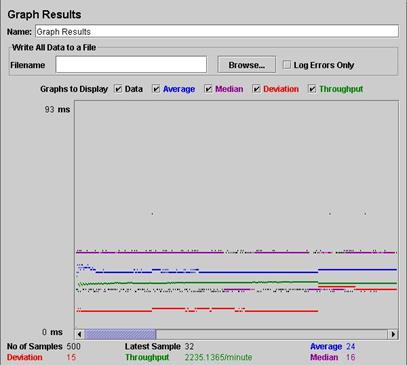 Graph Results
Name: Graph Results
Write All Data to a File
Filename Browse... Log Errors Only
Graphs to Display Data Average Median Deviation Throughput
93 ms
0 ms
No of Samples 500 Latest Sample 32 Average 24
Deviation 15 Throughput 2235.1365/minute Median 16